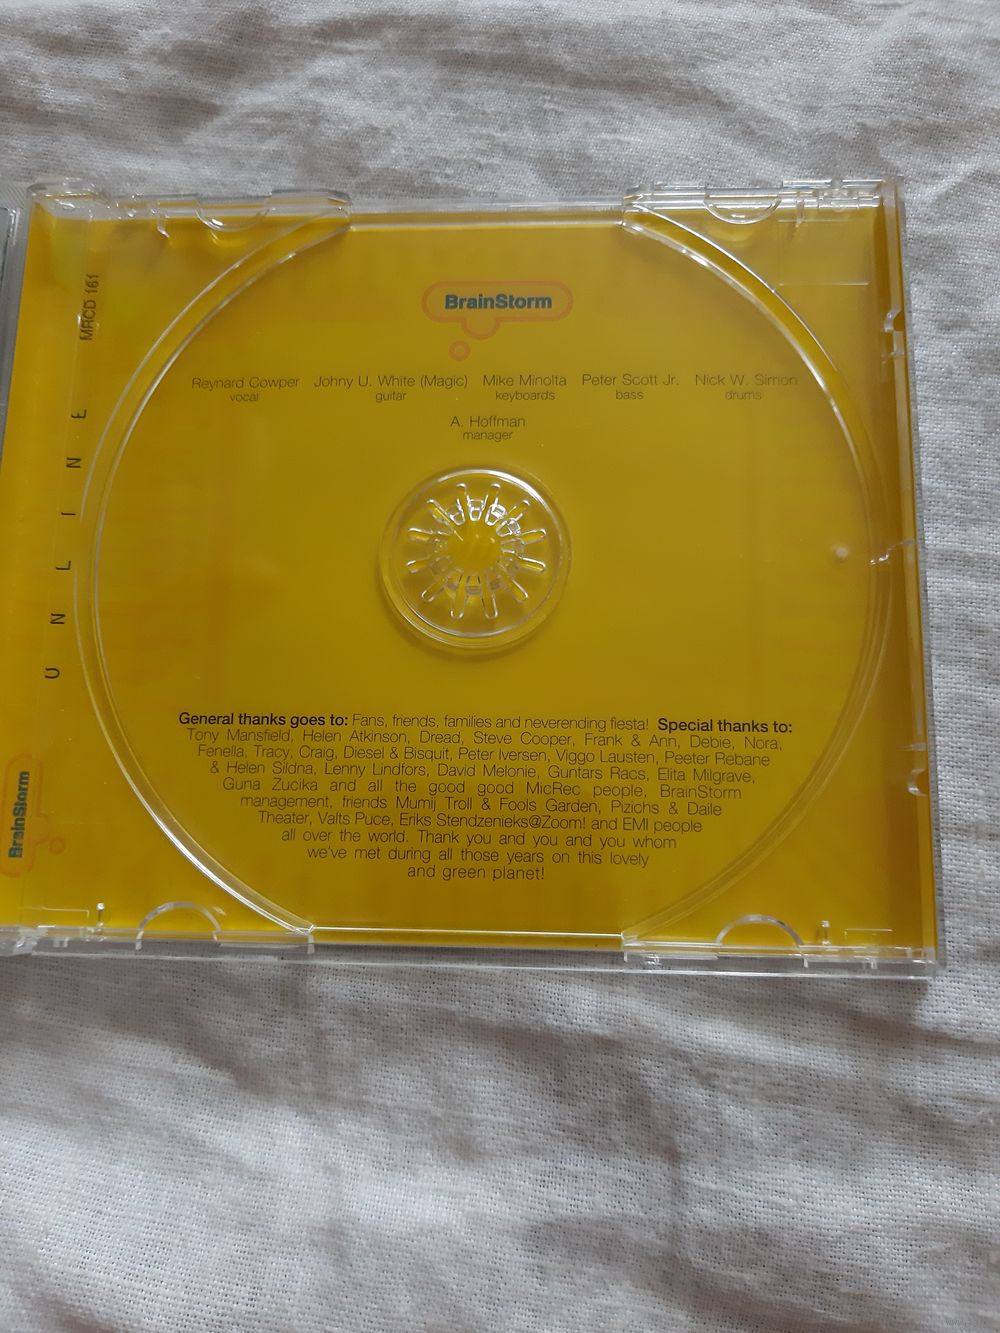 MRCD 161
ONLINE
BrainStorm
BrainStorm
Reynard Cowper Johny U. White (Magic) Mike Minolta Peter Scott Jr. Nick W. Simon
vocal guitar keyboards bass drums
A. Hoffman
manager
General thanks goes to: Fans, friends, families and neverending fiesta! Special thanks to:
Tony Mansfield, Helen Atkinson, Dread, Steve Cooper, Frank & Ann, Debie, Nora,
Fenella, Tracy, Craig, Diesel & Bisquit, Peter Iversen, Viggo Lausten, Peeter Rebane
& Helen Sildna, Lenny Lindfors, David Melonie, Guntars Racs, Elita Milgrave,
Guna Zucika and all the good good MicRec people, BrainStorm
management, friends Mumij Troll & Fools Garden, Pizichs & Daile
Theater, Valts Puce, Eriks Stendzenieks@Zoom! and EMI people
all over the world. Thank you and you and you whom
we've met during all those years on this lovely
and green planet!